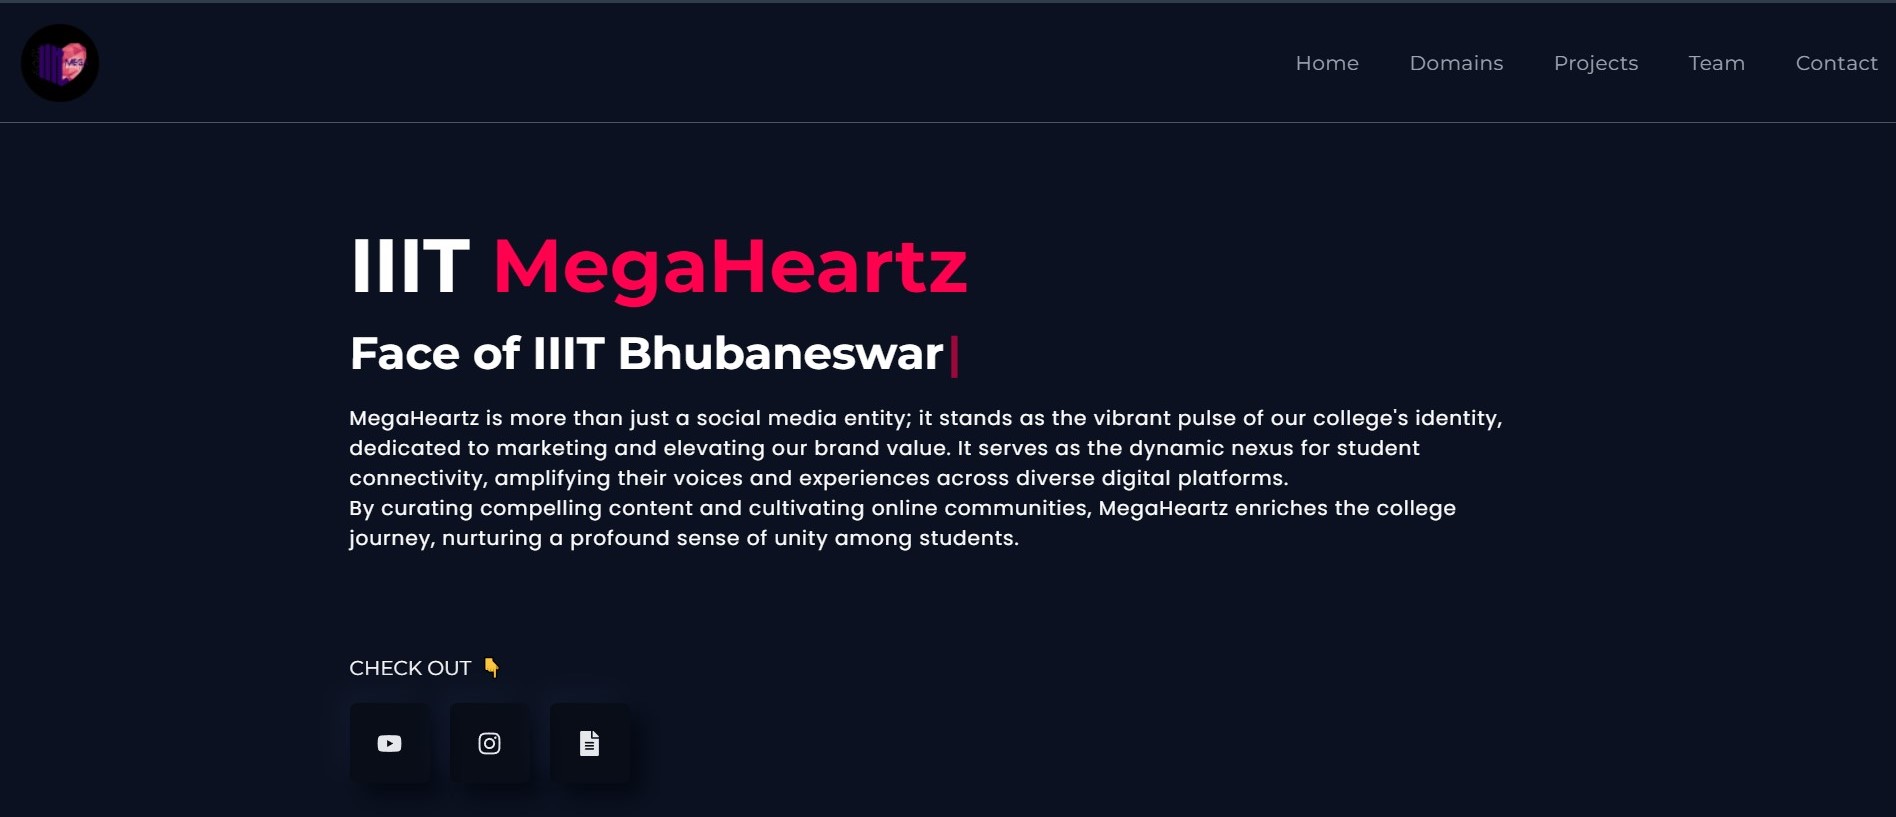 MEGA
Home Domains Projects Team Contact
IIIT MegaHeartz
Face of IIIT Bhubaneswar
MegaHeartz is more than just a social media entity; it stands as the vibrant pulse of our college's identity,
dedicated to marketing and elevating our brand value. It serves as the dynamic nexus for student
connectivity, amplifying their voices and experiences across diverse digital platforms.
By curating compelling content and cultivating online communities, MegaHeartz enriches the college
journey, nurturing a profound sense of unity among students.
CHECK OUT 👇